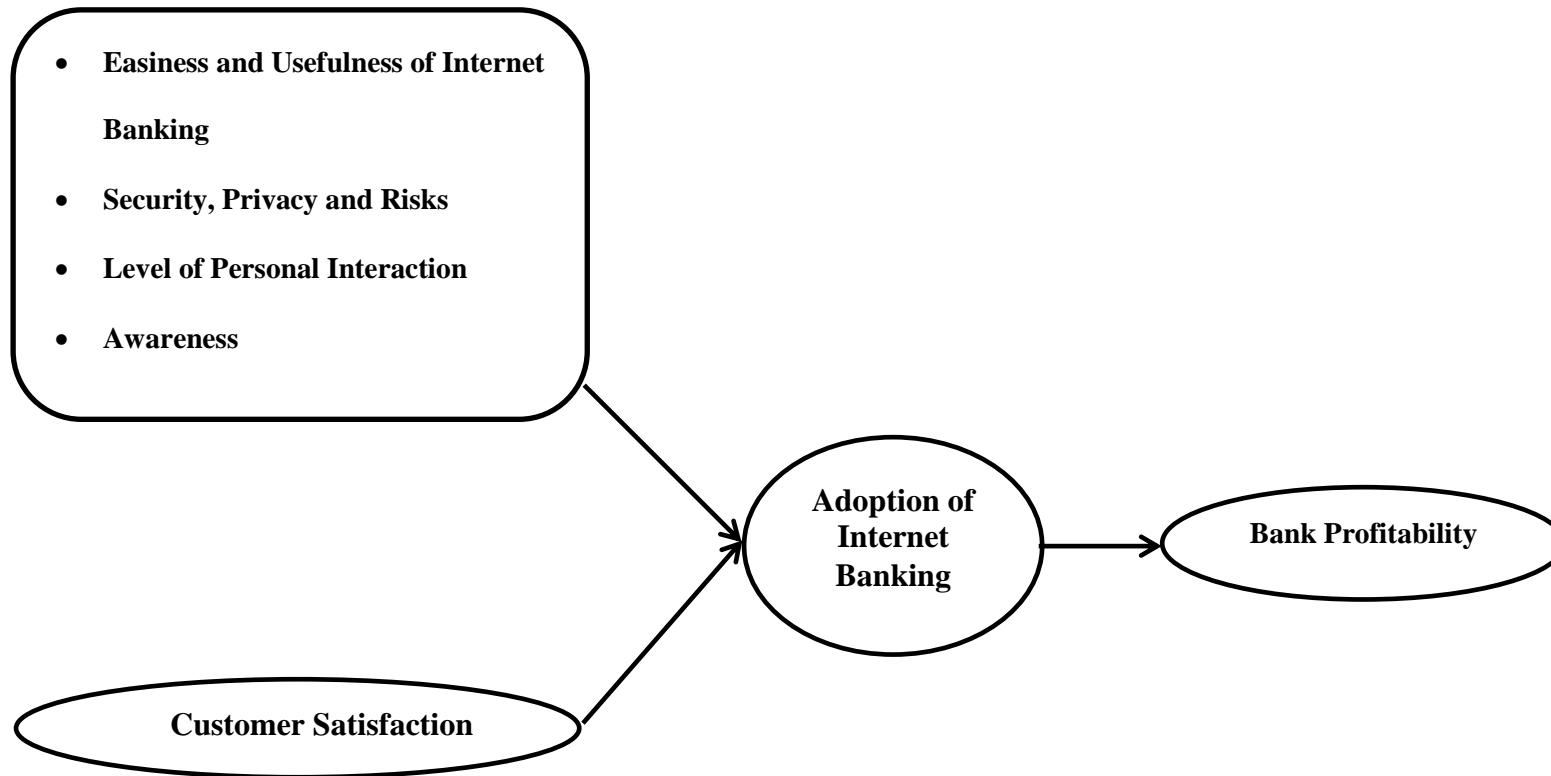 • Easiness and Usefulness of Internet
Banking
• Security, Privacy and Risks
• Level of Personal Interaction
• Awareness
Adoption of
Internet
Banking
Bank Profitability
Customer Satisfaction